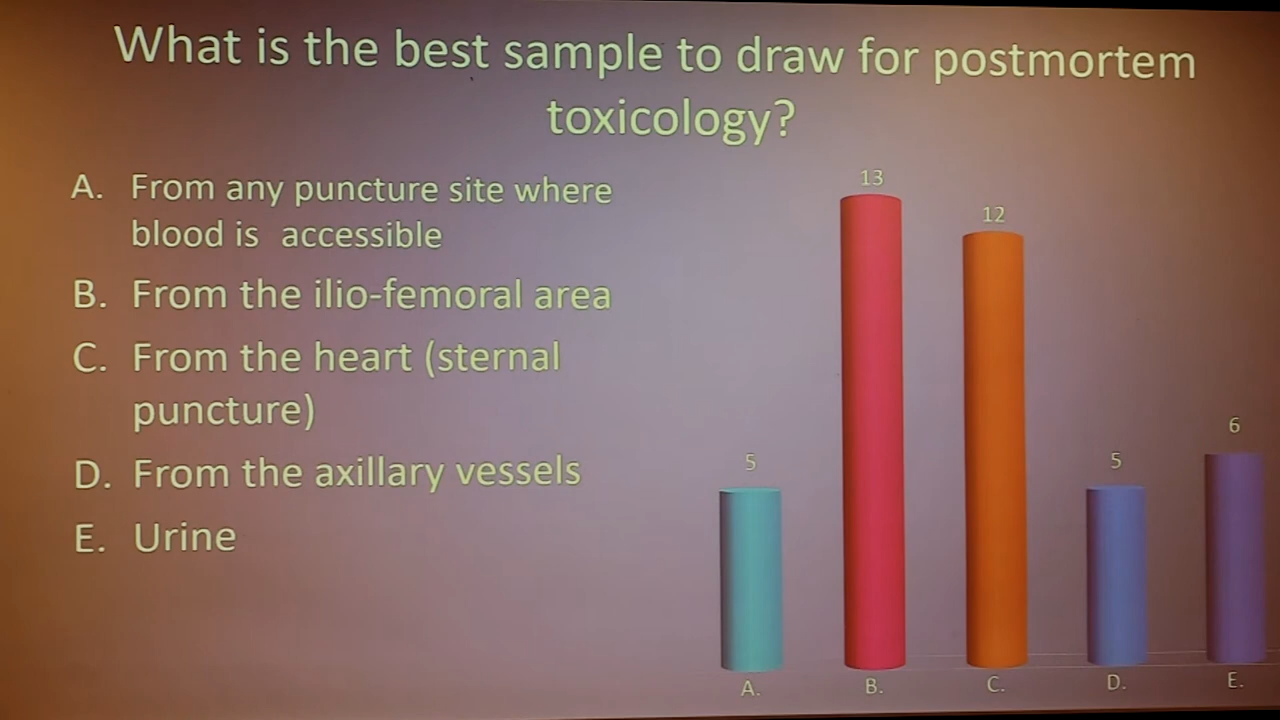 What is the best sample to draw for postmortem
toxicology?
A. From any puncture site where
blood is accessible
B. From the ilio-femoral area
C. From the heart (sternal
puncture)
D. From the axillary vessels
E. Urine
13
12
6
5
5
A.
B.
C.
D.
E.